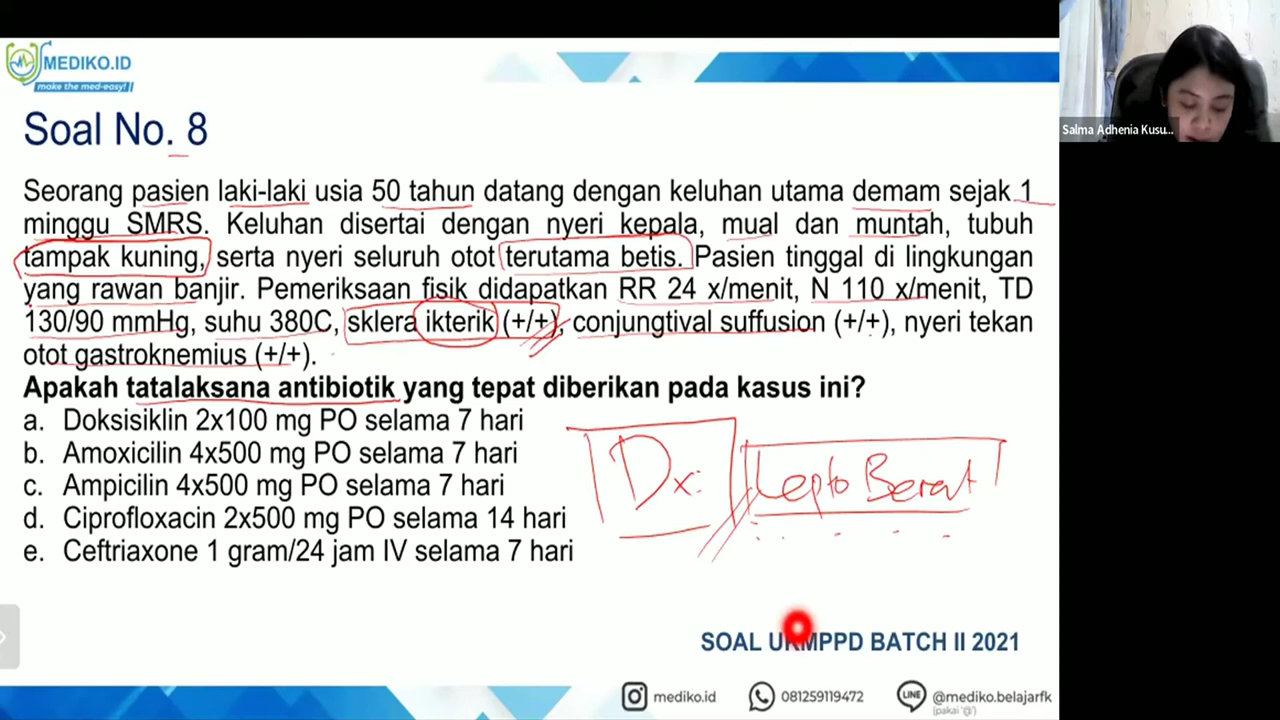 MEDIKO.ID
make the med-easy!
Salma Adhenia Kusu...
Soal No. 8
Seorang pasien laki-laki usia 50 tahun datang dengan keluhan utama demam sejak 1
minggu SMRS. Keluhan disertai dengan nyeri kepala, mual dan muntah, tubuh
tampak kuning, serta nyeri seluruh otot terutama betis. Pasien tinggal di lingkungan
yang rawan banjir. Pemeriksaan fisik didapatkan RR 24 x/menit, N 110 x/menit, TD
130/90 mmHg, suhu 380C, sklera ikterik (+/+), conjungtival suffusion (+/+), nyeri tekan
otot gastroknemius (+/+).
Apakah tatalaksana antibiotik yang tepat diberikan pada kasus ini?
a. Doksisiklin 2x100 mg PO selama 7 hari
b. Amoxicilin 4x500 mg PO selama 7 hari
c. Ampicilin 4x500 mg PO selama 7 hari
d. Ciprofloxacin 2x500 mg PO selama 14 hari
e. Ceftriaxone 1 gram/24 jam IV selama 7 hari
Dx: Lepto Berat
SOAL UKMPPD BATCH II 2021
mediko.id
081259119472
LINE
@mediko.belajarfk
(pakai '@')